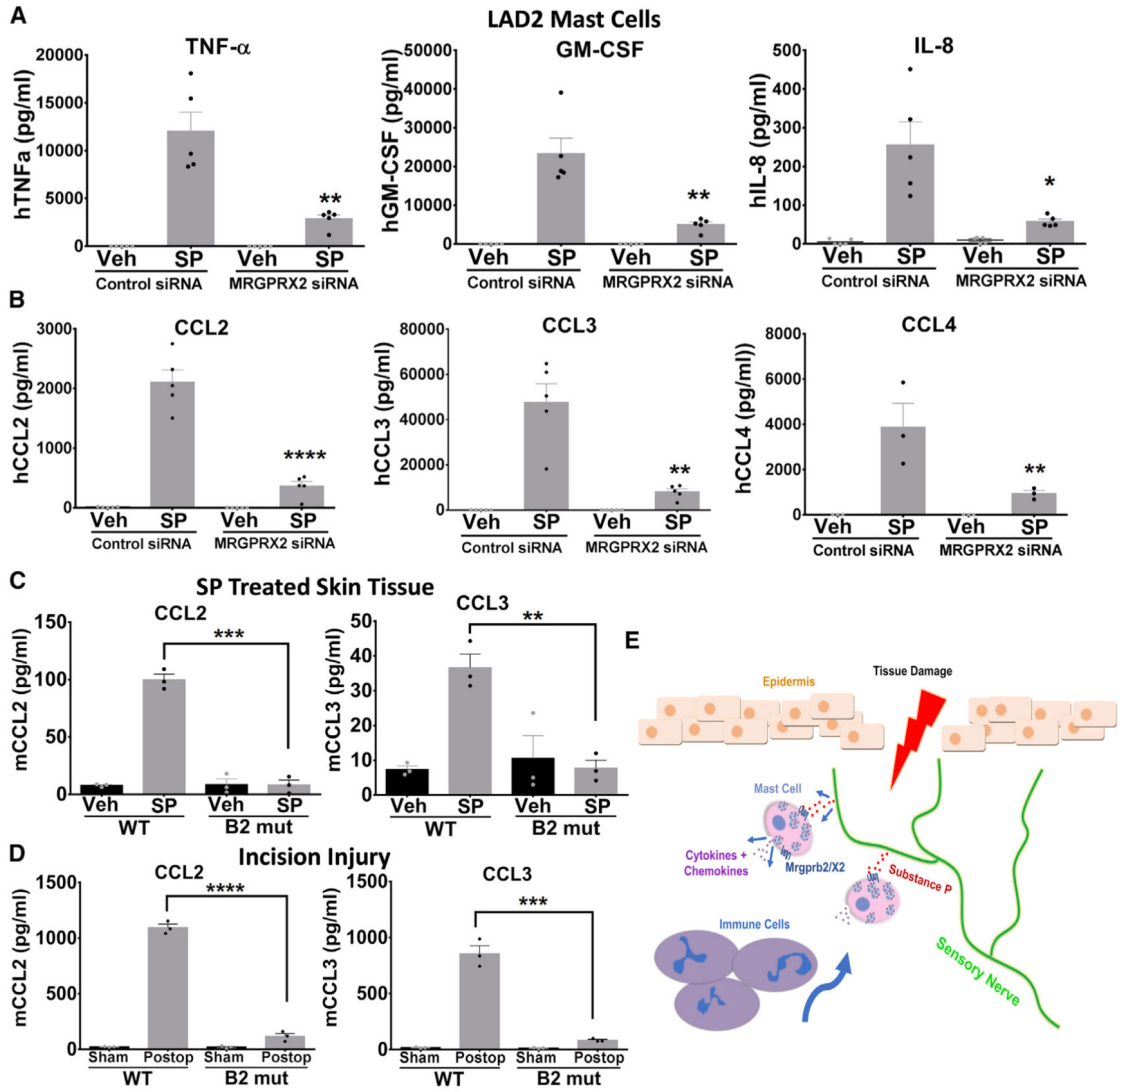 A
LAD2 Mast Cells
TNF-α
GM-CSF
IL-8
hTNFa (pg/ml)
20000
15000
10000
5000
0
**
Veh SP Veh SP
Control siRNA MRGPRX2 siRNA
hGM-CSF (pg/ml)
50000
40000
30000
20000
10000
0
**
Veh SP Veh SP
Control siRNA MRGPRX2 siRNA
hIL-8 (pg/ml)
500
400
300
200
100
0
*
Veh SP Veh SP
Control siRNA MRGPRX2 siRNA
B
CCL2
CCL3
CCL4
hCCL2 (pg/ml)
3000
2000
1000
0
****
Veh SP Veh SP
Control siRNA MRGPRX2 siRNA
hCCL3 (pg/ml)
80000
60000
40000
20000
0
**
Veh SP Veh SP
Control siRNA MRGPRX2 siRNA
hCCL4 (pg/ml))
8000
6000
4000
2000
0
**
Veh SP Veh SP
Control siRNA MRGPRX2 siRNA
C
SP Treated Skin Tissue
CCL2
CCL3
mCCL2 (pg/ml)
150
100
50
0
***
Veh SP Veh SP
WT B2 mut
mCCL3 (pg/ml)
50
40
30
20
10
0
**
Veh SP Veh SP
WT B2 mut
D
Incision Injury
CCL2
CCL3
mCCL2 (pg/ml)
1500
1000
500
0
****
Sham Postop Sham Postop
WT B2 mut
mCCL3 (pg/ml)
1500
1000
500
0
***
Sham Postop Sham Postop
WT B2 mut
E
Tissue Damage
Epidermis
Mast Cell
Cytokines +
Chemokines
Mrgprb2/X2
Substance P
Immune Cells
Sensory Nerve